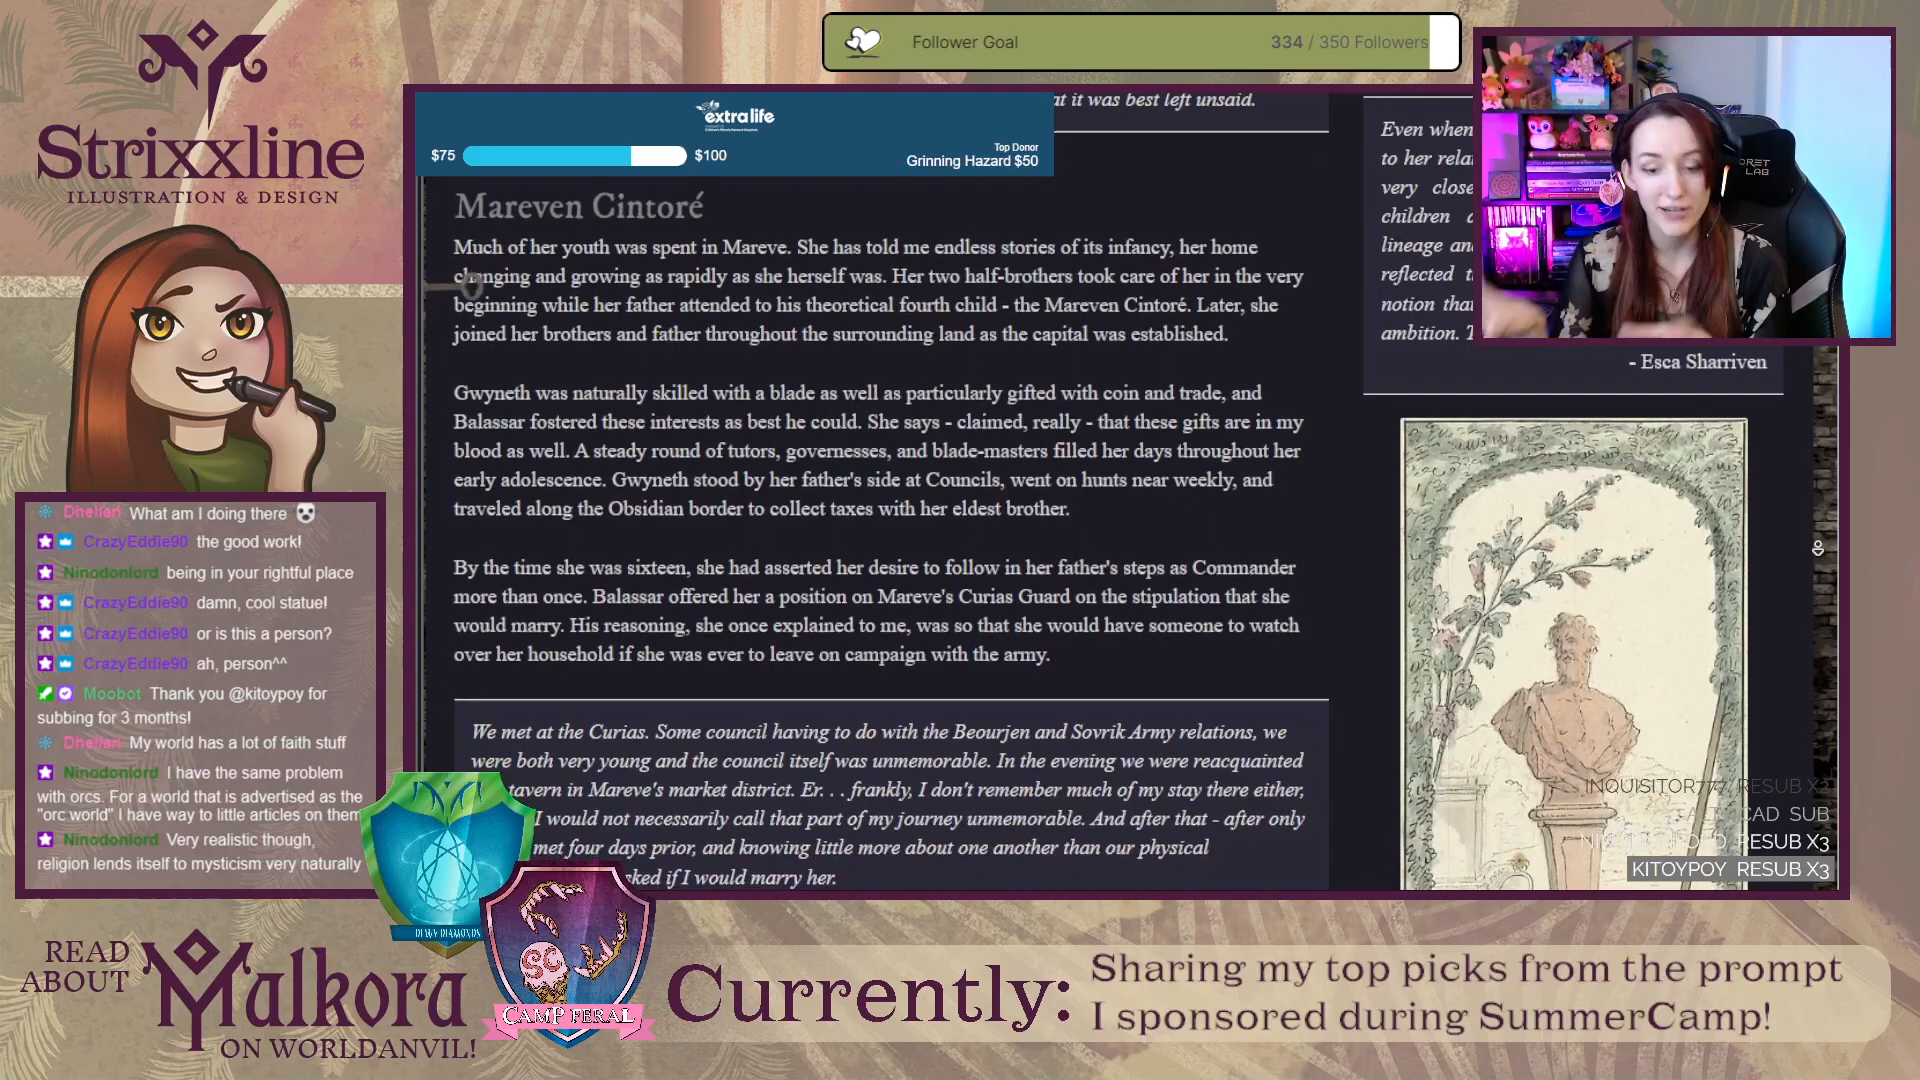 Strixxline
ILLUSTRATION & DESIGN
Follower Goal
334 / 350 Followers
extralife
$75
$100
Top Donor
Grinning Hazard $50
at it was best left unsaid.
Mareven Cintoré
Much of her youth was spent in Mareve. She has told me endless stories of its infancy, her home
changing and growing as rapidly as she herself was. Her two half-brothers took care of her in the very
beginning while her father attended to his theoretical fourth child - the Mareven Cintoré. Later, she
joined her brothers and father throughout the surrounding land as the capital was established.
Gwyneth was naturally skilled with a blade as well as particularly gifted with coin and trade, and
Balassar fostered these interests as best he could. She says - claimed, really - that these gifts are in my
blood as well. A steady round of tutors, governesses, and blade-masters filled her days throughout her
early adolescence. Gwyneth stood by her father's side at Councils, went on hunts near weekly, and
traveled along the Obsidian border to collect taxes with her eldest brother.
By the time she was sixteen, she had asserted her desire to follow in her father's steps as Commander
more than once. Balassar offered her a position on Mareve's Curias Guard on the stipulation that she
would marry. His reasoning, she once explained to me, was so that she would have someone to watch
over her household if she was ever to leave on campaign with the army.
We met at the Curias. Some council having to do with the Beourjen and Sovrik Army relations, we
were both very young and the council itself was unmemorable. In the evening we were reacquainted
tavern in Mareve's market district. Er. . . frankly, I don't remember much of my stay there either,
I would not necessarily call that part of my journey unmemorable. And after that - after only
met four days prior, and knowing little more about one another than our physical
sked if I would marry her.
Even when
to her rela
very close
children
lineage an
reflected
notion tha
ambition.
- Esca Sharriven
Dhelian What am I doing there
CrazyEddie90 the good work!
Ninodonlord being in your rightful place
CrazyEddie90 damn, cool statue!
CrazyEddie90 or is this a person?
CrazyEddie90 ah, person^^
Moobot Thank you @kitoypoy for
subbing for 3 months!
Dhelian My world has a lot of faith stuff
Ninodonlord I have the same problem
with orcs. For a world that is advertised as the
"orc world" I have way to little articles on them
Ninodonlord Very realistic though,
religion lends itself to mysticism very naturally
INQUISITOR777 RESUB X2
CAD SUB
RESUB X3
KITOYPOY RESUB X3
DEWY DIAMONDS
SC
CAMP FERAL
READ
ABOUT
Malkora
ON WORLDANVIL!
Currently:
Sharing my top picks from the prompt
I sponsored during SummerCamp!